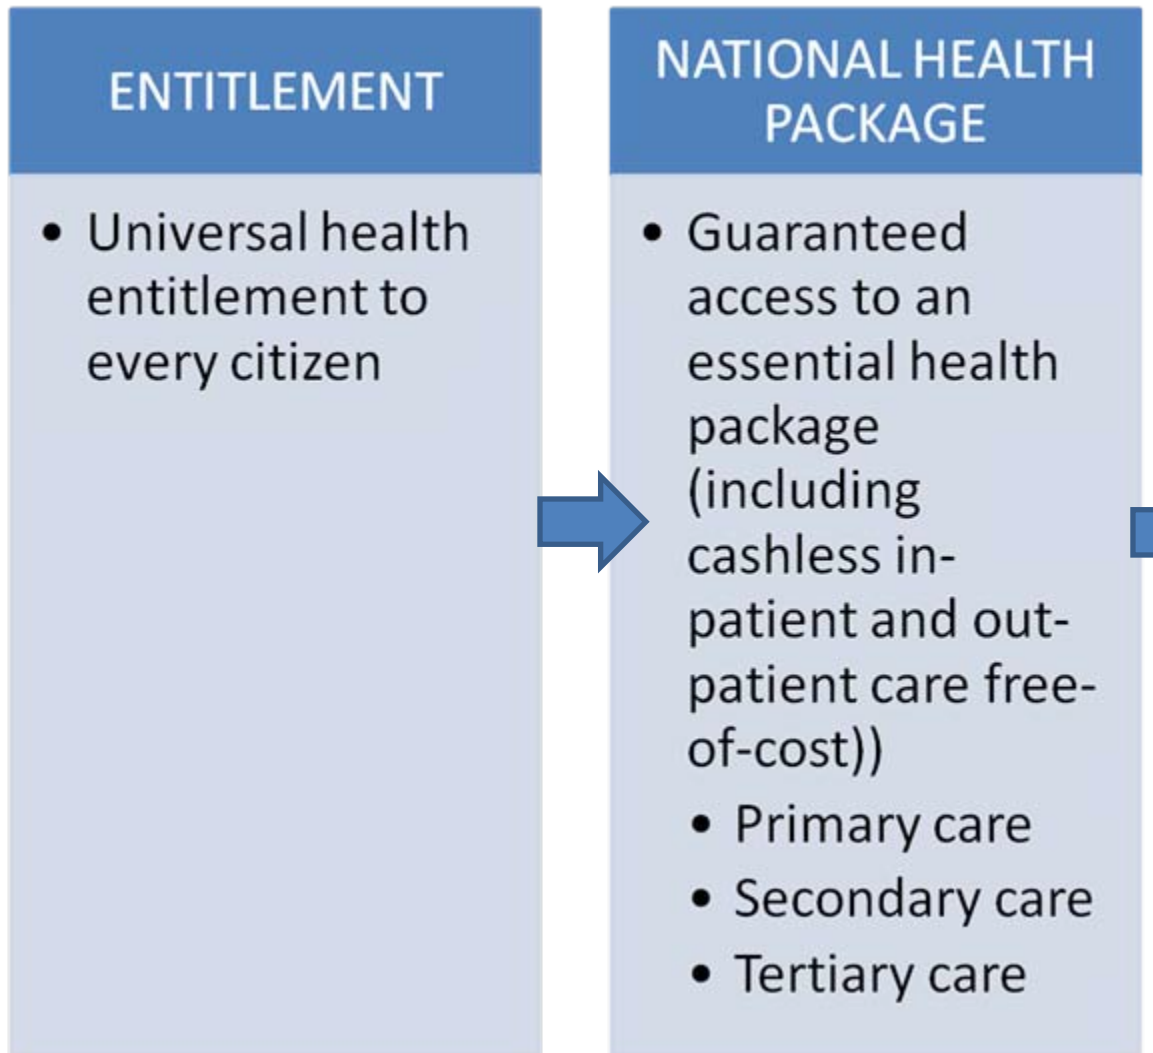 ENTITLEMENT
• Universal health
entitlement to
every citizen
NATIONAL HEALTH
PACKAGE
• Guaranteed
access to an
essential health
package
(including
cashless in-
patient and out-
patient care free-
of-cost))
• Primary care
• Secondary care
• Tertiary care